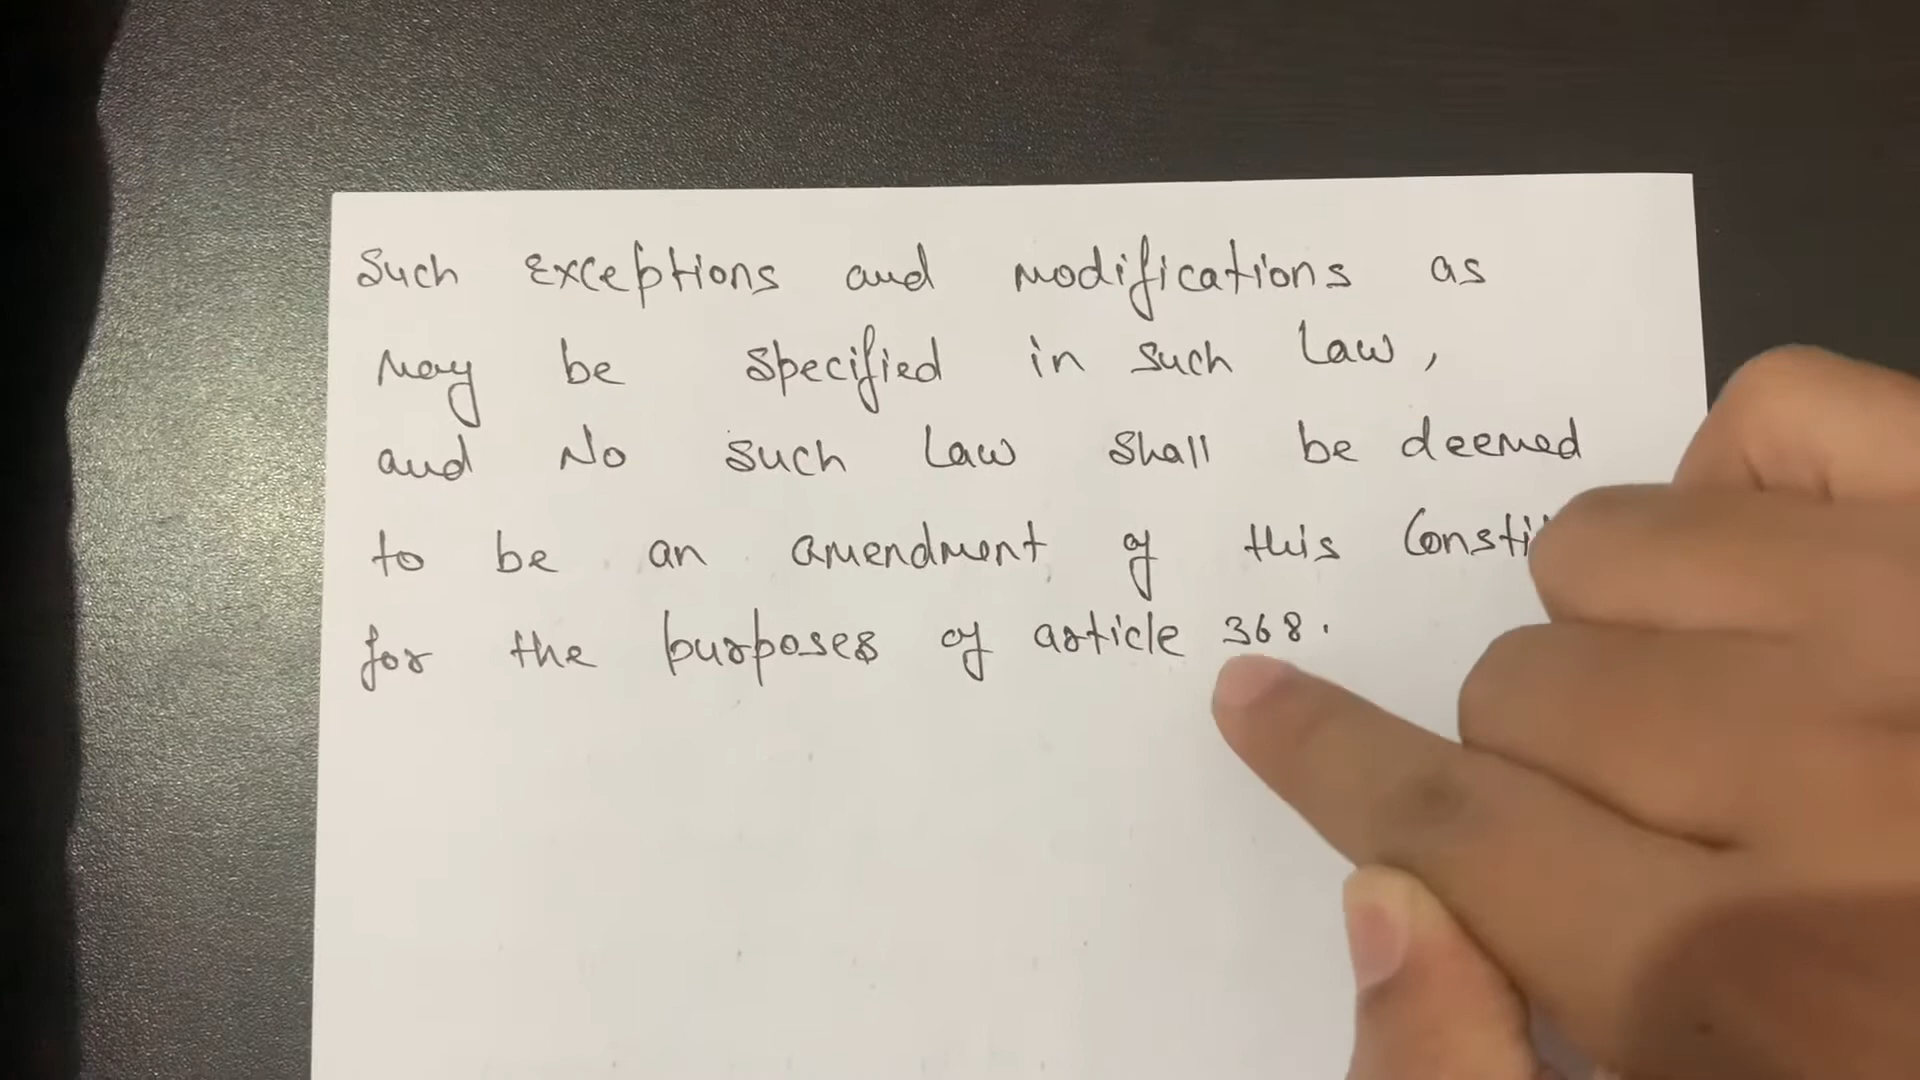 Such exceptions and modifications as
may be specified in such law,
and No such law shall be deemed
to be an amendment of this
for the purposes of article 368.